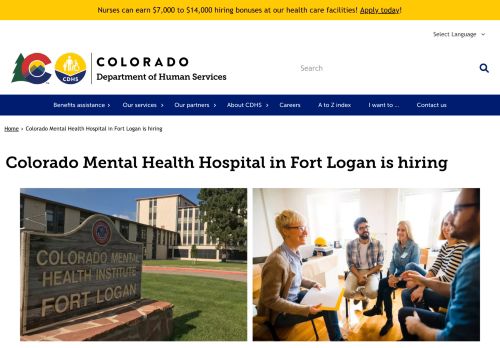 Nurses can earn $7,000 to $14,000 hiring bonuses at our health care facilities! Apply today!
Select Language
CDHS
COLORADO
Department of Human Services
Search
Benefits assistance Our services Our partners About CDHS Careers A to Z index I want to ... Contact us
Home › Colorado Mental Health Hospital in Fort Logan is hiring
Colorado Mental Health Hospital in Fort Logan is hiring
COLORADO MENTAL
HEALTH INSTITUTE
FORT LOGAN